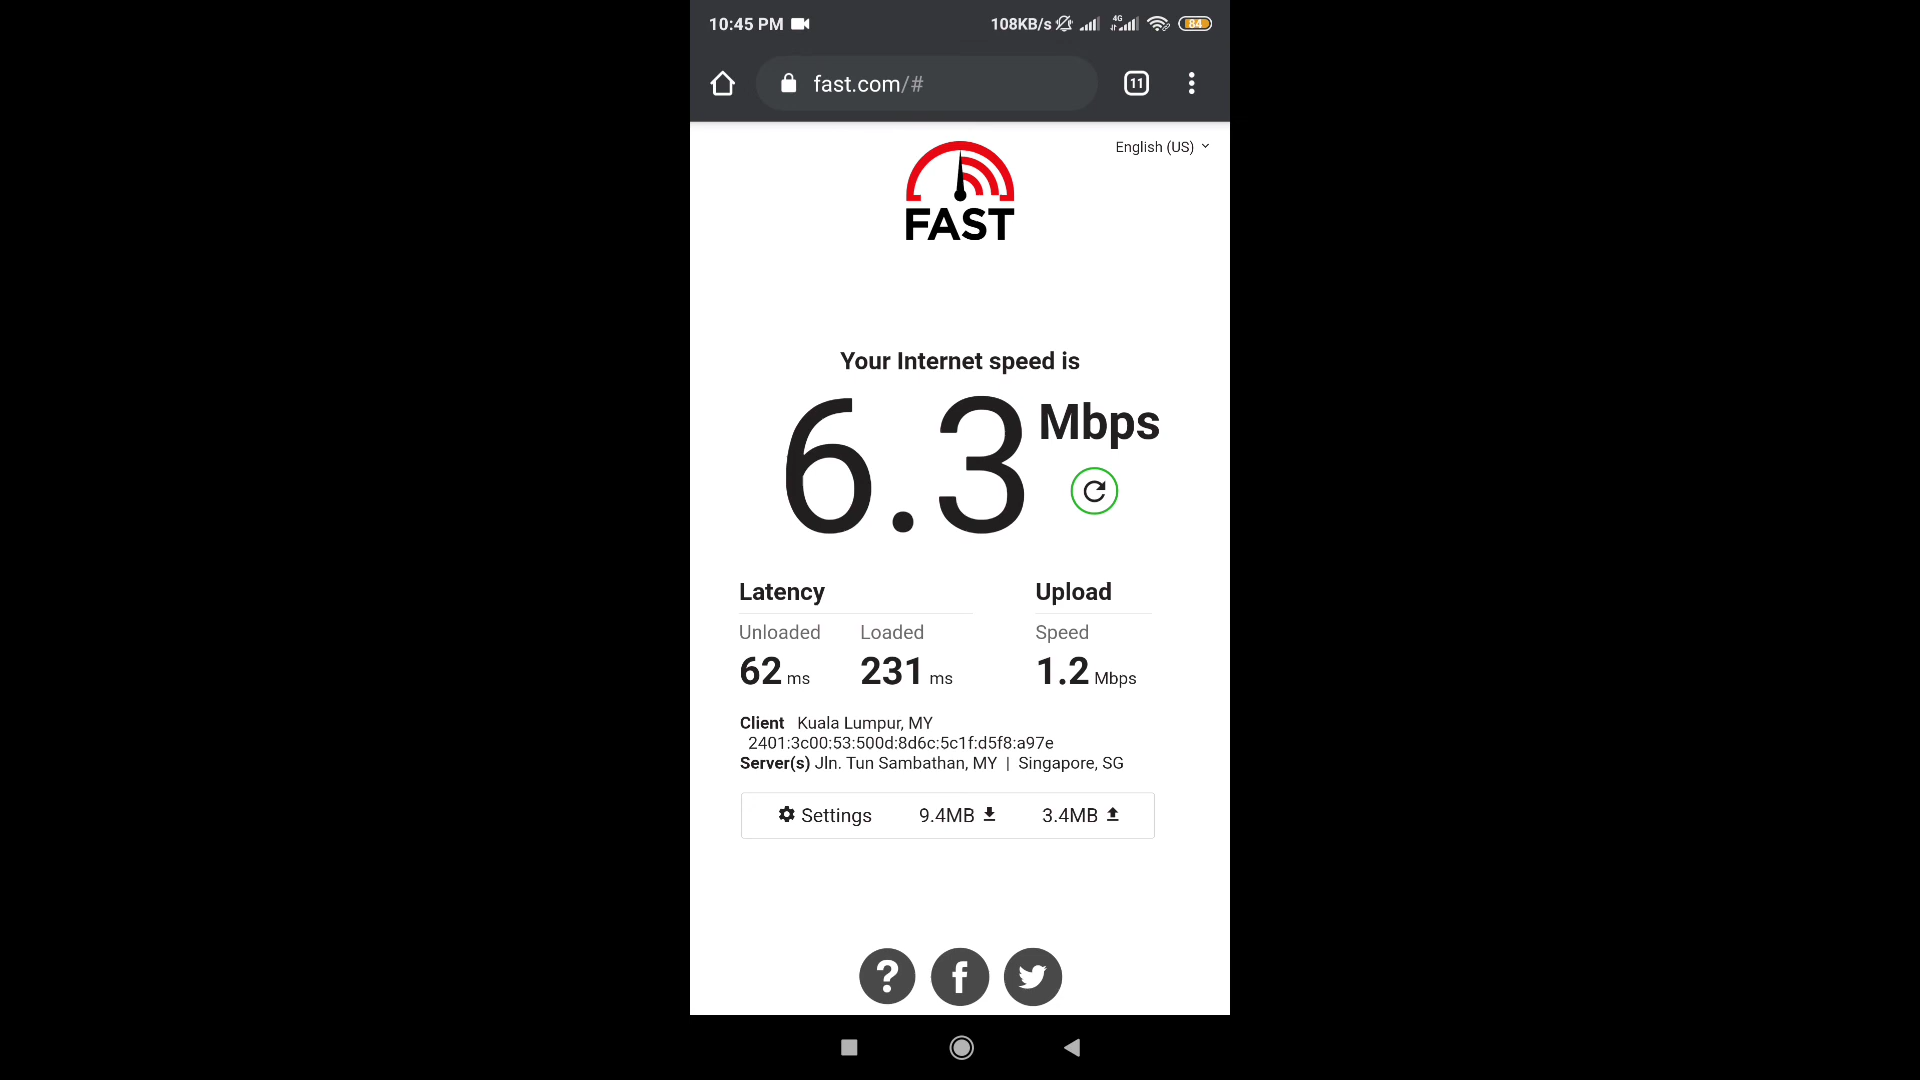 10:45 PM 108KB/s 4G 84
fast.com/# 11
English (US)
FAST
Your Internet speed is
6.3 Mbps
Latency Upload
Unloaded Loaded Speed
62 ms 231 ms 1.2 Mbps
Client Kuala Lumpur, MY
2401:3c00:53:500d:8d6c:5c1f:d5f8:a97e
Server(s) Jln. Tun Sambathan, MY | Singapore, SG
Settings 9.4MB 3.4MB